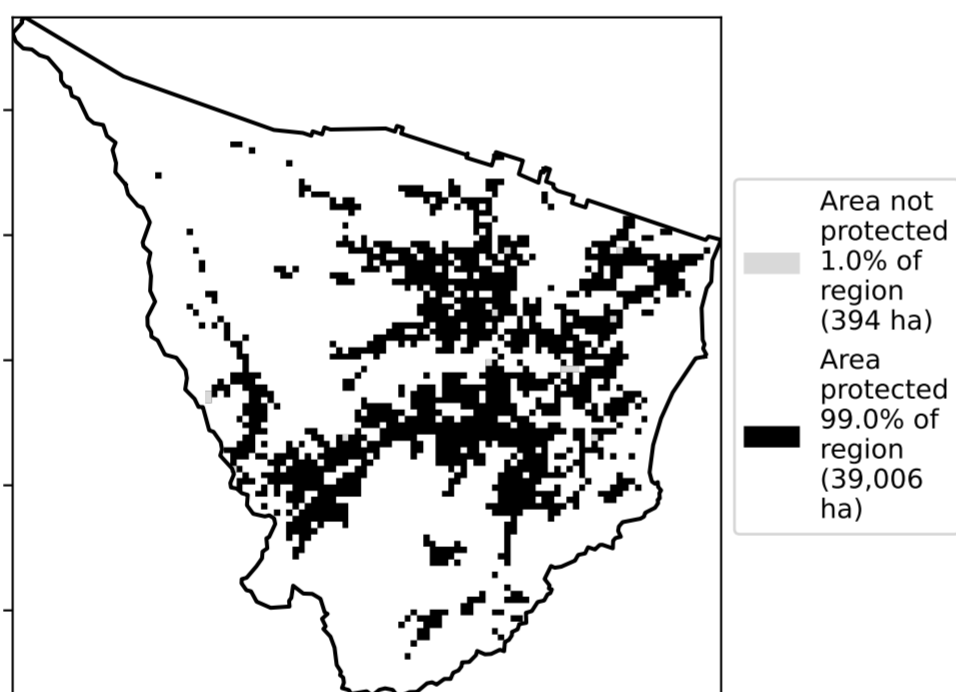 Area not
protected
1.0% of
region
(394 ha)
Area
protected
99.0% of
region
(39,006
ha)